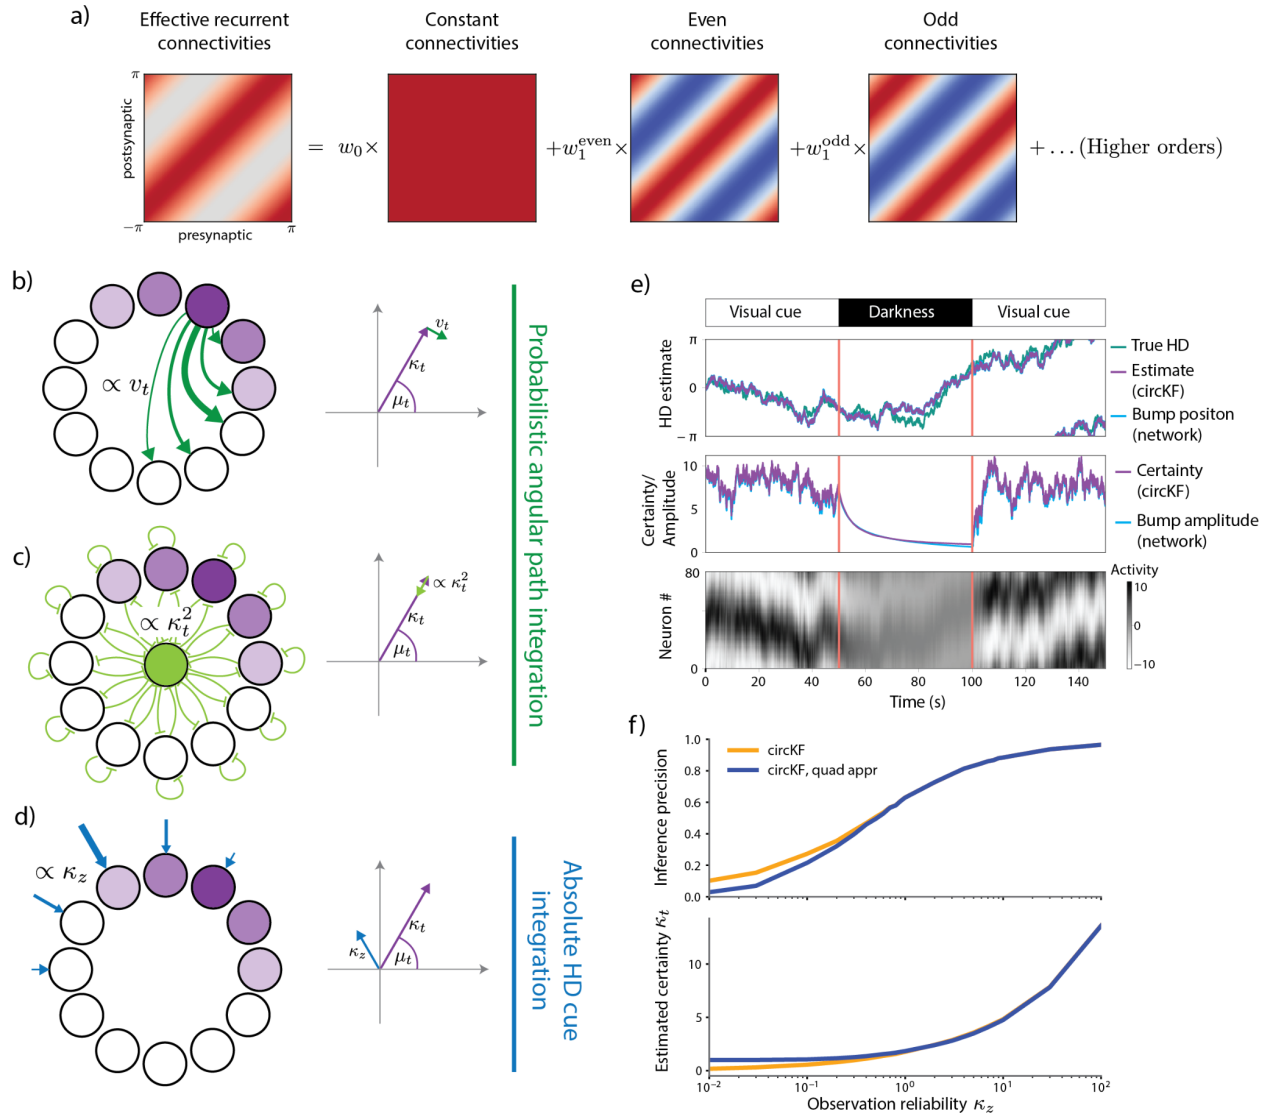 a)
Effective recurrent
connectivities
Constant
connectivities
Even
connectivities
Odd
connectivities
π
postsynaptic
−π
presynaptic
π
= w₀× +w₁ᵉᵛᵉⁿ× +w₁ᵒᵈᵈ× + … (Higher orders)
b)
∝ vₜ
vₜ
κₜ
μₜ
c)
∝ κₜ²
∝ κₜ²
κₜ
μₜ
Probabilistic angular path integration
d)
∝ κ_z
κ_z
κₜ
μₜ
Absolute HD cue
integration
e)
Visual cue
Darkness
Visual cue
HD estimate
π
0
−π
True HD
Estimate
(circKF)
Bump positon
(network)
Certainty/
Amplitude
10
5
0
Certainty
(circKF)
Bump amplitude
(network)
Neuron #
80
0
0 20 40 60 80 100 120 140
Time (s)
Activity
10
0
−10
f)
Inference precision
1.0
0.8
0.6
0.4
0.2
0.0
circKF
circKF, quad appr
Estimated certainty κₜ
10
5
0
10⁻² 10⁻¹ 10⁰ 10¹ 10²
Observation reliability κ_z